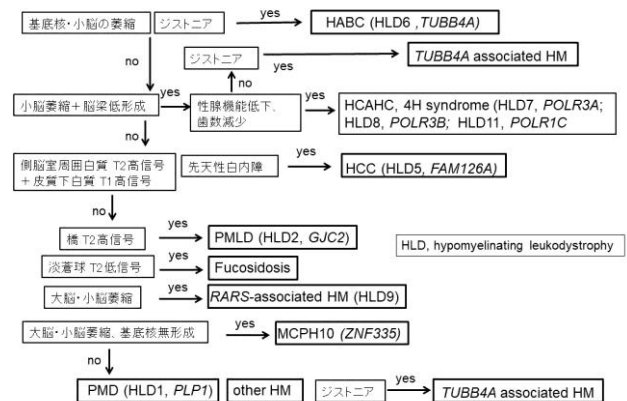 基底核・小脳の萎縮 ジストニア yes HABC (HLD6 ,TUBB4A)
no
ジストニア yes TUBB4A associated HM
no
小脳萎縮+脳梁低形成 yes 性腺機能低下、 yes HCAHC, 4H syndrome (HLD7, POLR3A;
歯数減少 HLD8, POLR3B; HLD11, POLR1C
no
側脳室周囲白質 T2高信号 先天性白内障 yes HCC (HLD5, FAM126A)
+皮質下白質 T1高信号
no
橋 T2高信号 yes PMLD (HLD2, GJC2)
HLD, hypomyelinating leukodystrophy
淡蒼球 T2低信号 yes Fucosidosis
大脳・小脳萎縮 yes RARS-associated HM (HLD9)
大脳・小脳萎縮、基底核無形成 yes MCPH10 (ZNF335)
no
PMD (HLD1, PLP1) other HM ジストニア yes TUBB4A associated HM